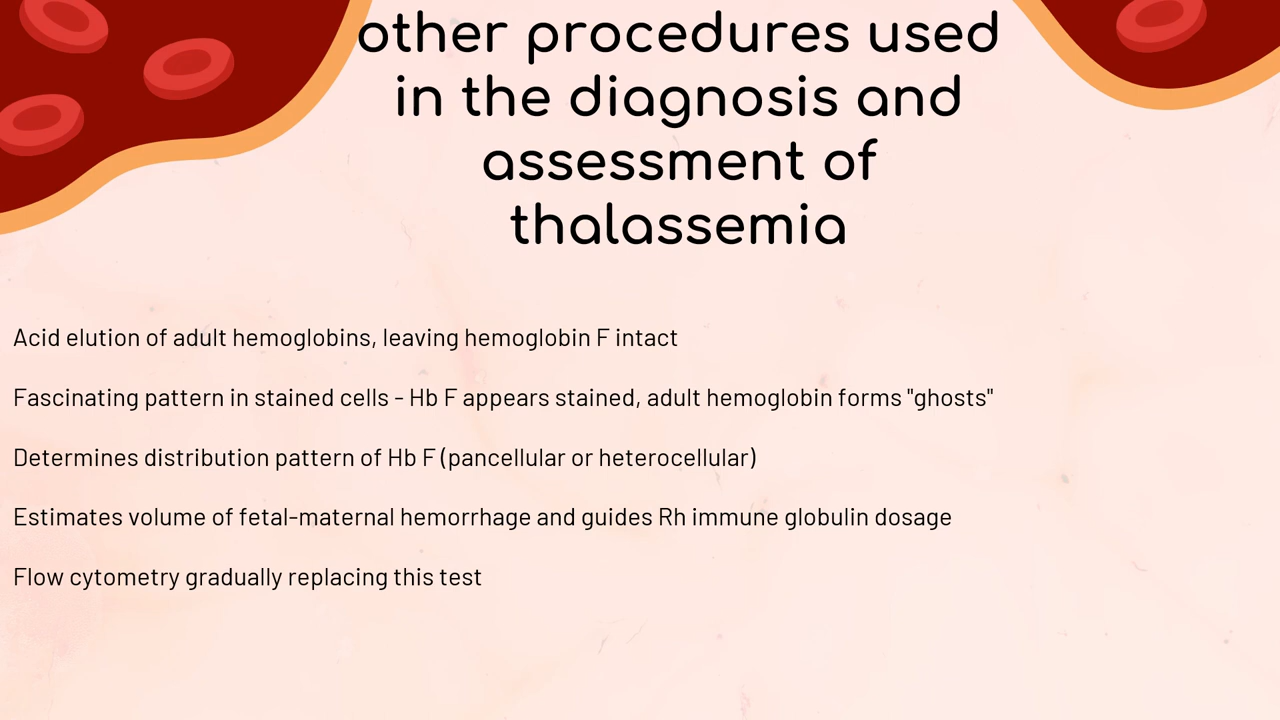 other procedures used
in the diagnosis and
assessment of
thalassemia
Acid elution of adult hemoglobins, leaving hemoglobin F intact
Fascinating pattern in stained cells - Hb F appears stained, adult hemoglobin forms "ghosts"
Determines distribution pattern of Hb F (pancellular or heterocellular)
Estimates volume of fetal-maternal hemorrhage and guides Rh immune globulin dosage
Flow cytometry gradually replacing this test